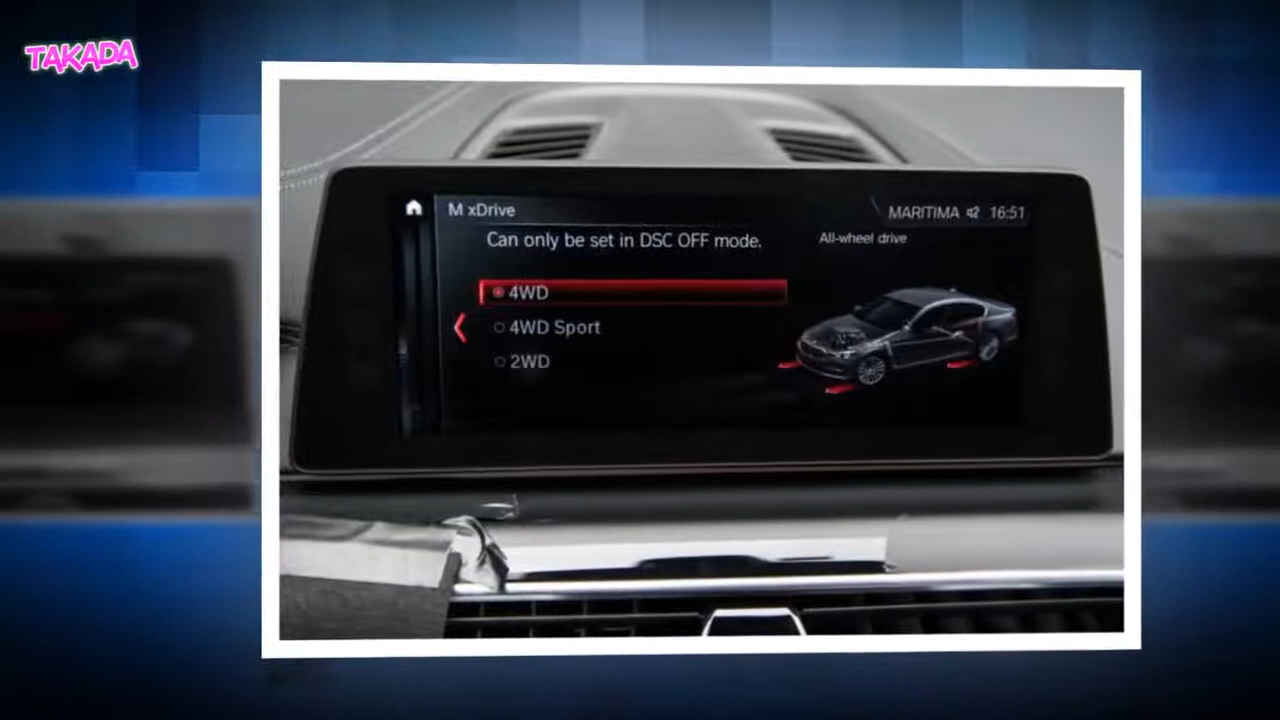 TAKADA
M xDrive
MARITIMA 16:51
Can only be set in DSC OFF mode.
All-wheel drive
4WD
4WD Sport
2WD